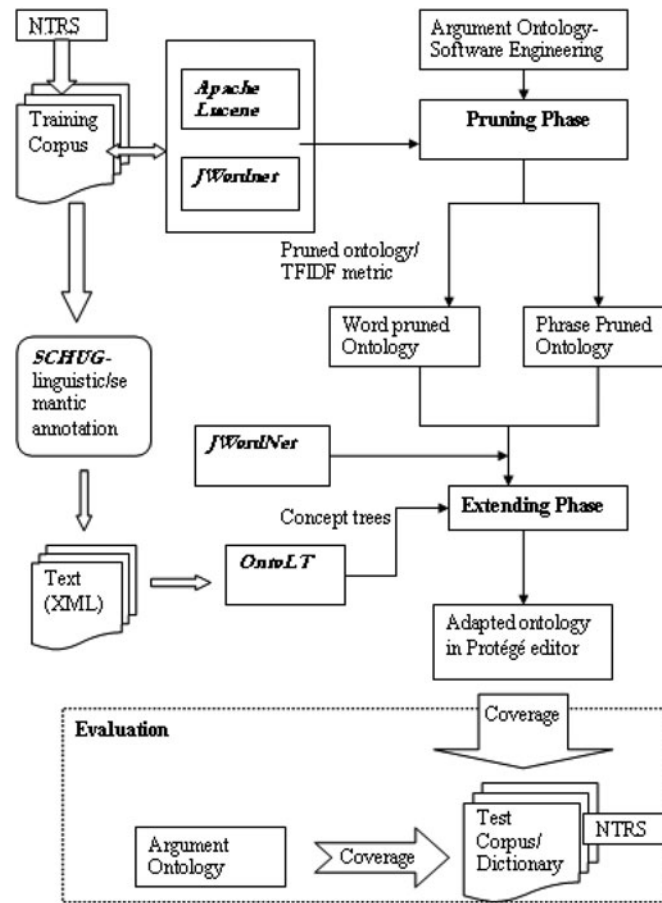 NTRS
Training
Corpus
Apache
Lucene
JWordnet
Argument Ontology-
Software Engineering
Pruning Phase
Pruned ontology/
TFIDF metric
Word pruned
Ontology
Phrase Pruned
Ontology
SCHUG-
linguistic/se
mantic
annotation
JWordNet
Concept trees
Extending Phase
Text
(XML)
OntoLT
Adapted ontology
in Protégé editor
Coverage
Evaluation
Argument
Ontology
Coverage
Test
Corpus/
Dictionary
NTRS